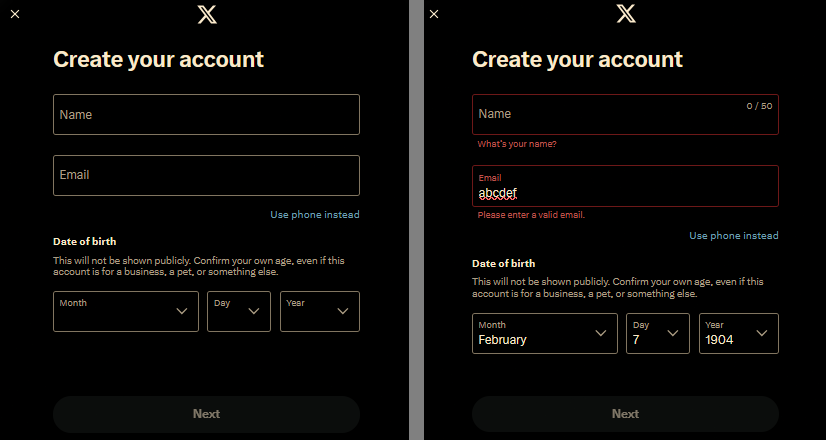 Create your account
Name
Email
Use phone instead
Date of birth
This will not be shown publicly. Confirm your own age, even if this
account is for a business, a pet, or something else.
Month
Day
Year
Next
Create your account
Name
0 / 50
What's your name?
Email
abcdef
Please enter a valid email.
Use phone instead
Date of birth
This will not be shown publicly. Confirm your own age, even if this
account is for a business, a pet, or something else.
Month
February
Day
7
Year
1904
Next